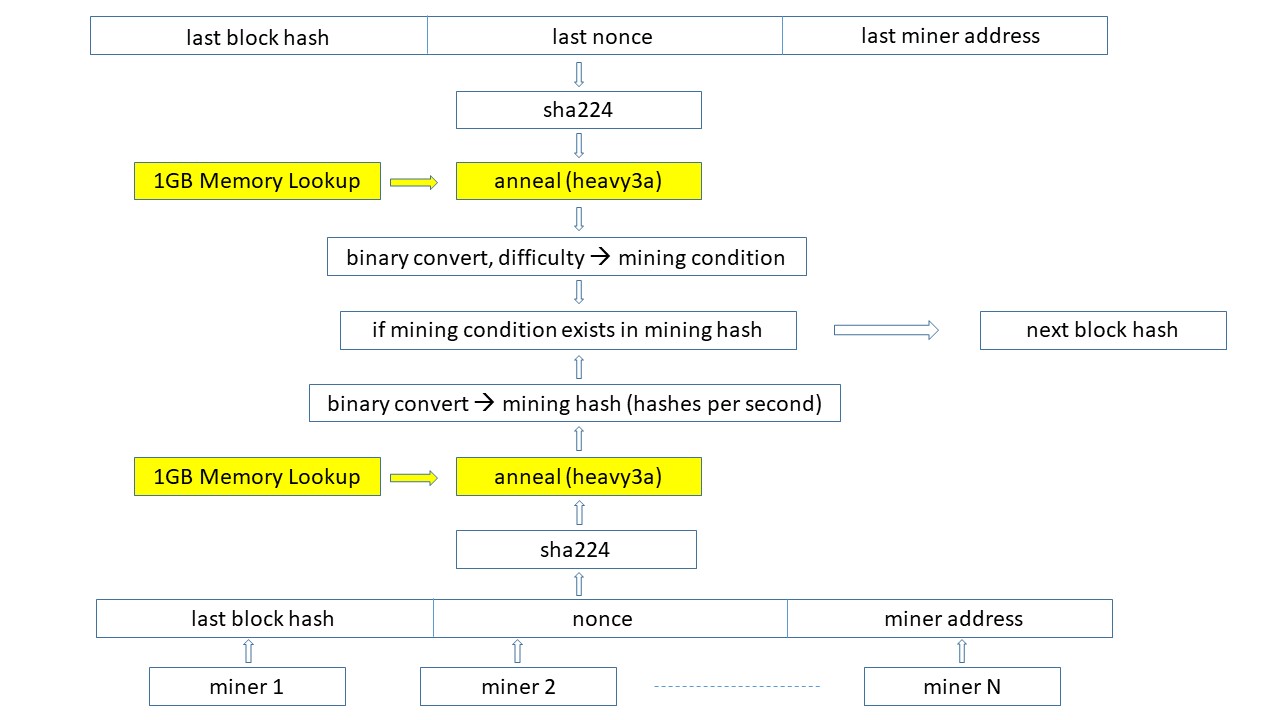 last block hash last nonce last miner address
sha224
1GB Memory Lookup anneal (heavy3a)
binary convert, difficulty → mining condition
if mining condition exists in mining hash next block hash
binary convert → mining hash (hashes per second)
1GB Memory Lookup anneal (heavy3a)
sha224
last block hash nonce miner address
miner 1 miner 2 miner N